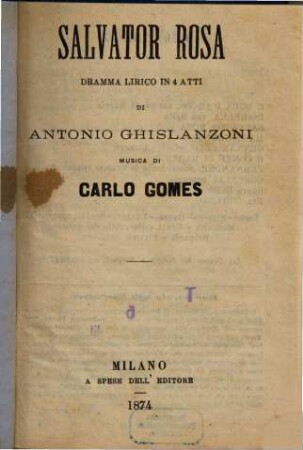 SALVATOR ROSA
DRAMMA LIRICO IN 4 ATTI
DI
ANTONIO GHISLANZONI
MUSICA DI
CARLO GOMES
MILANO
A SPESE DELL' EDITORE
1874